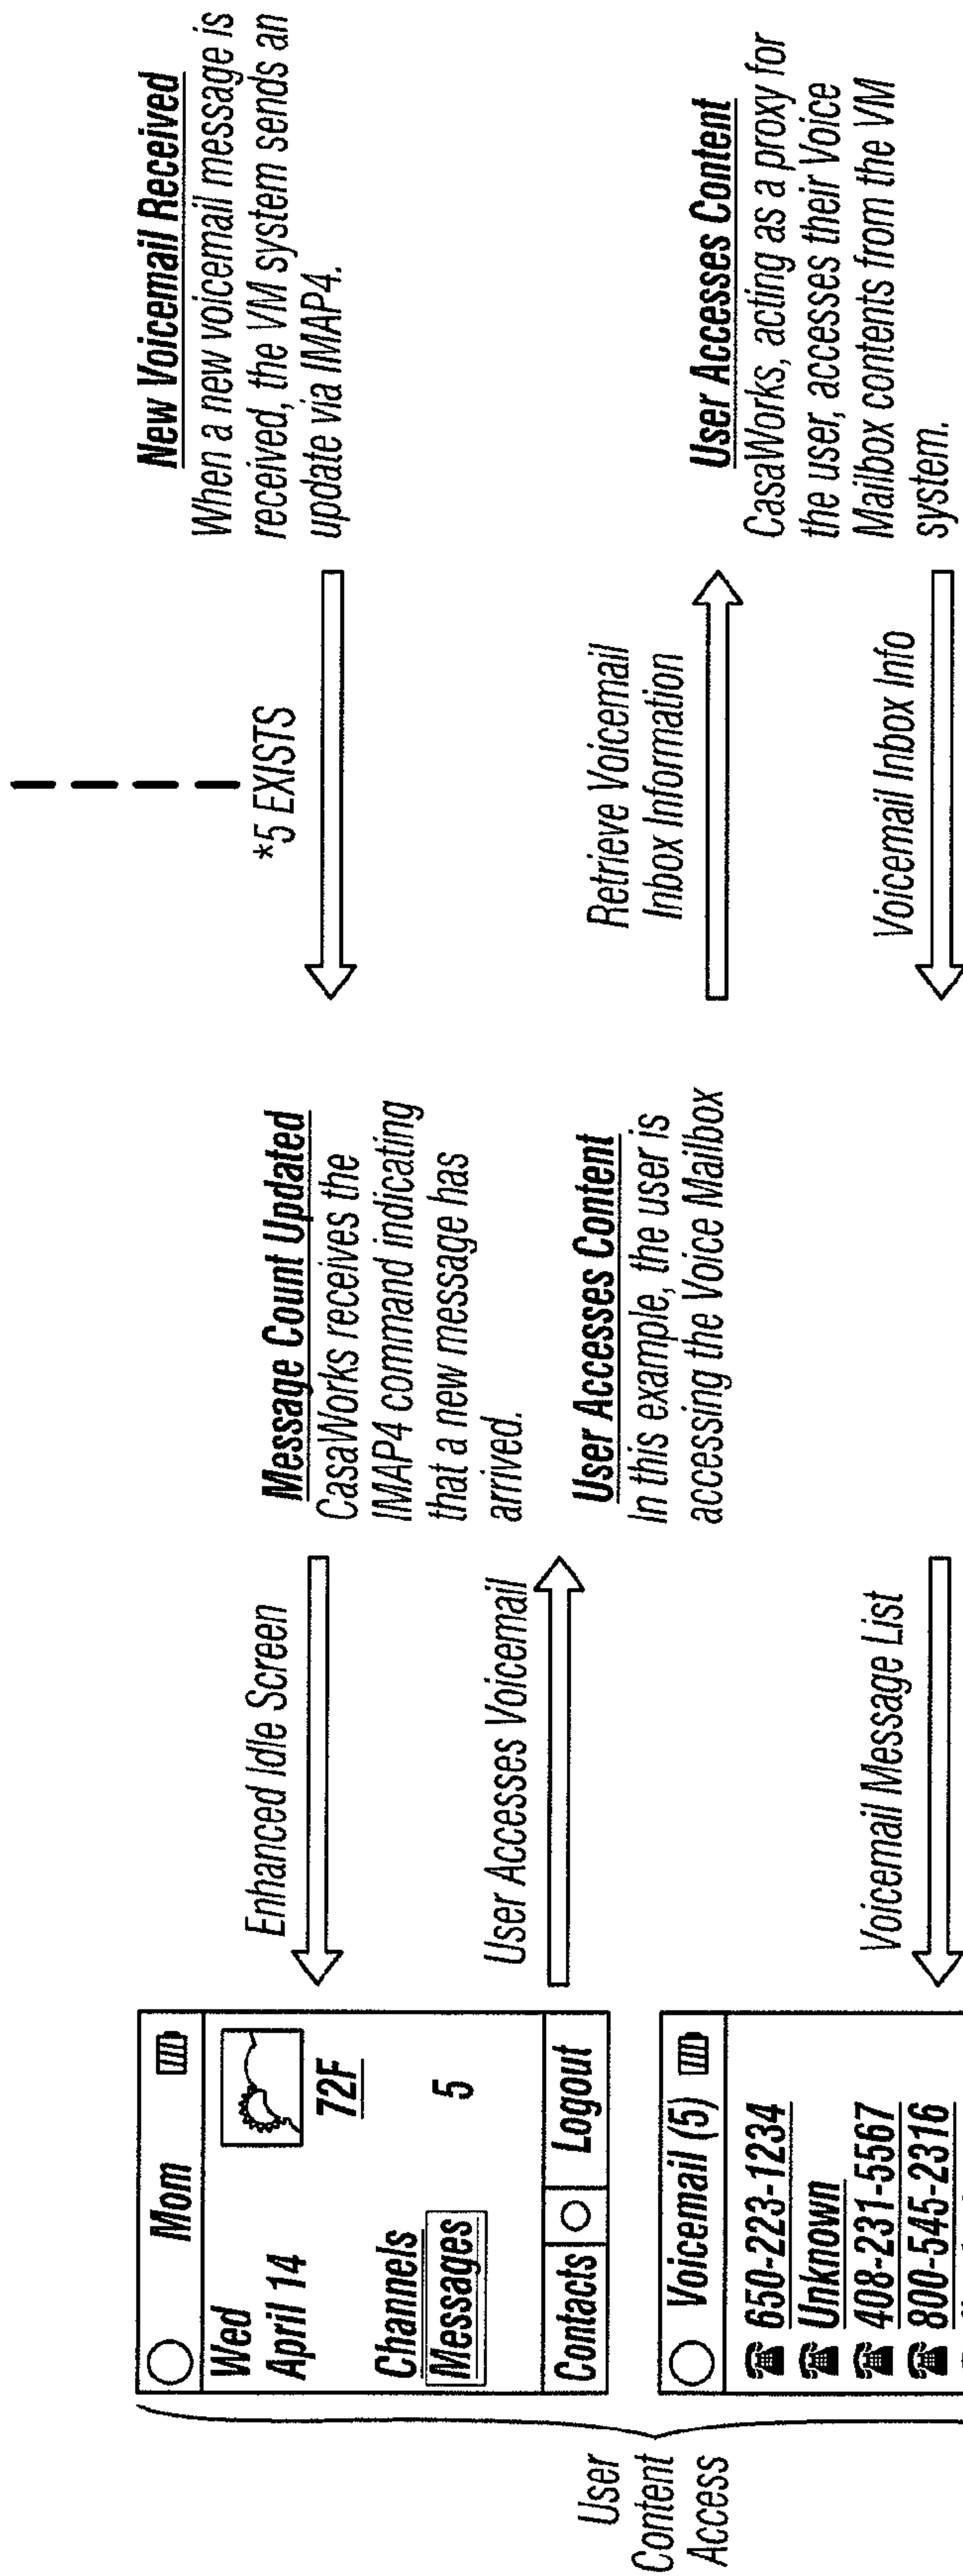 User
Content
Access
Mom
Wed
April 14
72F
Channels
Messages 5
Contacts Logout
Enhanced Idle Screen
Message Count Updated
CasaWorks receives the
IMAP4 command indicating
that a new message has
arrived.
*5 EXISTS
New Voicemail Received
When a new voicemail message is
received, the VM system sends an
update via IMAP4.
User Accesses Voicemail
User Accesses Content
In this example, the user is
accessing the Voice Mailbox
Retrieve Voicemail
Inbox Information
User Accesses Content
CasaWorks, acting as a proxy for
the user, accesses their Voice
Mailbox contents from the VM
system.
Voicemail (5)
650-223-1234
Unknown
408-231-5567
800-545-2316
Voicemail Message List
Voicemail Inbox Info